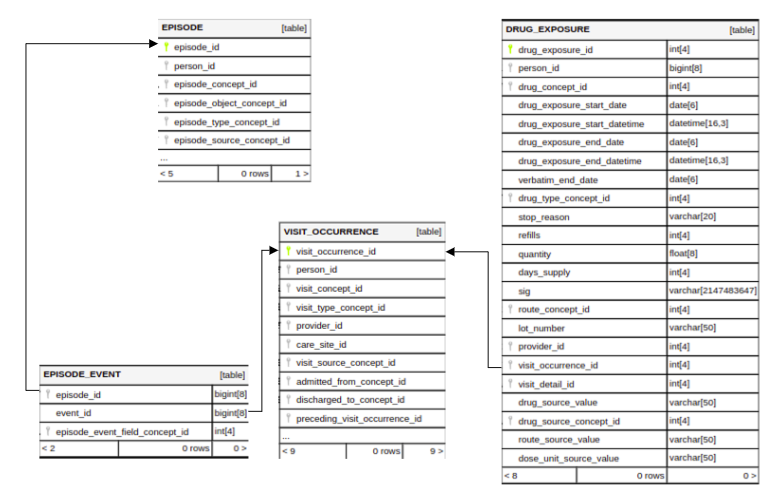 EPISODE [table]
episode_id
person_id
episode_concept_id
episode_object_concept_id
episode_type_concept_id
episode_source_concept_id
...
< 5 0 rows 1 >
DRUG_EXPOSURE [table]
drug_exposure_id int[4]
person_id bigint[8]
drug_concept_id int[4]
drug_exposure_start_date date[6]
drug_exposure_start_datetime datetime[16,3]
drug_exposure_end_date date[6]
drug_exposure_end_datetime datetime[16,3]
verbatim_end_date date[6]
drug_type_concept_id int[4]
stop_reason varchar[20]
refills int[4]
quantity float[8]
days_supply int[4]
sig varchar[2147483647]
route_concept_id int[4]
lot_number varchar[50]
provider_id int[4]
visit_occurrence_id int[4]
visit_detail_id int[4]
drug_source_value varchar[50]
drug_source_concept_id int[4]
route_source_value varchar[50]
dose_unit_source_value varchar[50]
< 8 0 rows 0 >
VISIT_OCCURRENCE [table]
visit_occurrence_id
person_id
visit_concept_id
visit_type_concept_id
provider_id
care_site_id
visit_source_concept_id
admitted_from_concept_id
discharged_to_concept_id
preceding_visit_occurrence_id
...
< 9 0 rows 9 >
EPISODE_EVENT [table]
episode_id bigint[8]
event_id bigint[8]
episode_event_field_concept_id int[4]
< 2 0 rows 0 >